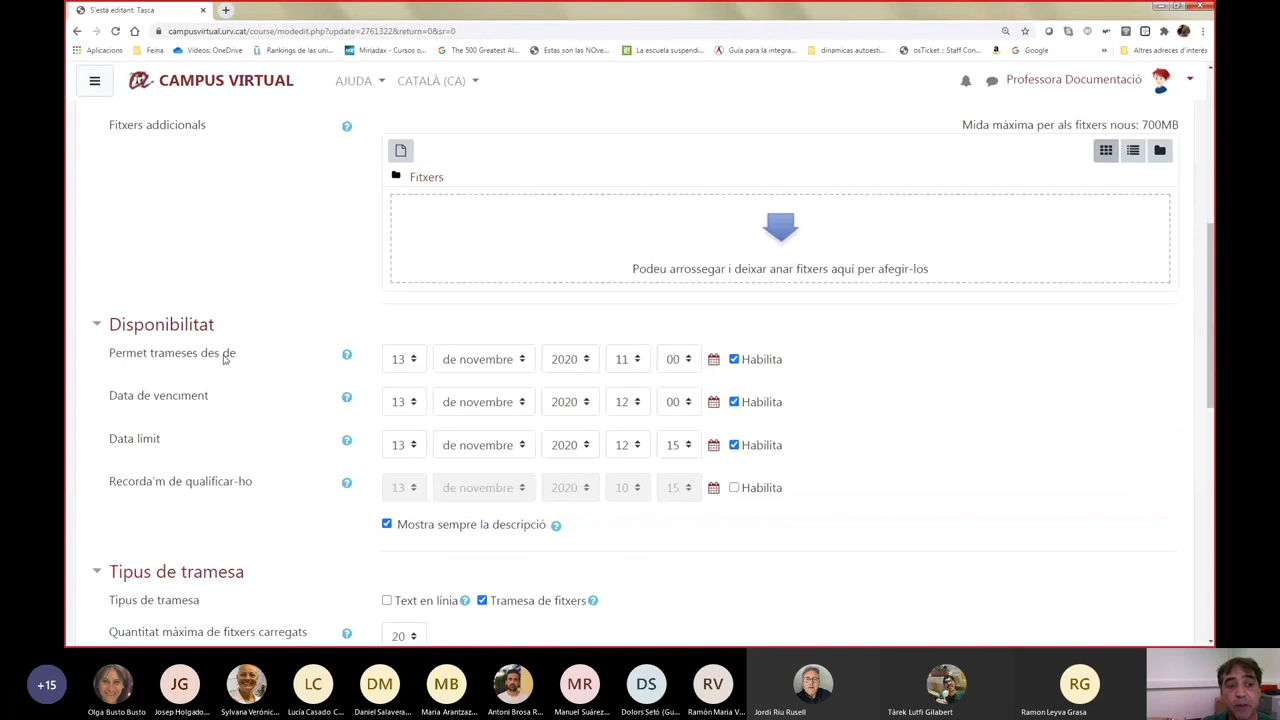 S'està editant: Tasca
campusvirtual.urv.cat/course/modedit.php?update=2761322&return=0&sr=0
Aplicacions Feina Vídeos OneDrive Rankings de las uni... Miríadax - Cursos o... The 500 Greatest Al... Estas son las NOve... La escuela suspendi... Guía para la integra... dinamicas autoesti... osTicket :: Staff Con... Google » Altres adreces d'interès
CAMPUS VIRTUAL AJUDA CATALÀ (CA) Professora Documentació
Fitxers addicionals Mida màxima per als fitxers nous: 700MB
Fitxers
Podeu arrossegar i deixar anar fitxers aquí per afegir-los
Disponibilitat
Permet trameses des de 13 de novembre 2020 11 00 Habilita
Data de venciment 13 de novembre 2020 12 00 Habilita
Data límit 13 de novembre 2020 12 15 Habilita
Recorda'm de qualificar-ho 13 de novembre 2020 10 15 Habilita
Mostra sempre la descripció
Tipus de tramesa
Tipus de tramesa Text en línia Tramesa de fitxers
Quantitat màxima de fitxers carregats 20
+15 JG LC DM MB MR DS RV RG
Olga Busto Busto Josep Holgado... Sylvana Verónic... Lucía Casado C... Daniel Salavera... Maria Arantzaz... Antoni Brosa R... Manuel Suárez... Dolors Setó (Gu... Ramón Maria V... Jordi Riu Rusell Tàrek Lutfi Gilabert Ramon Leyva Grasa